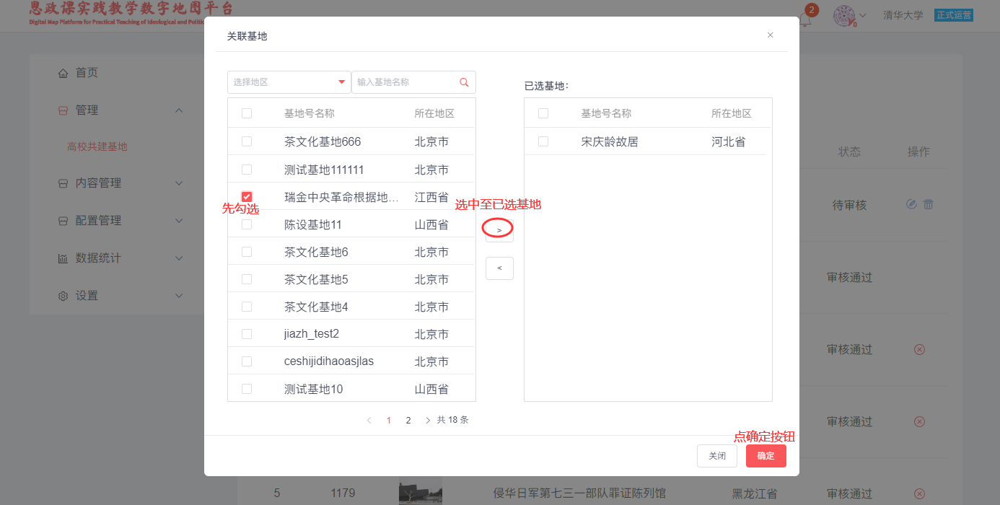 思政课实践教学数字地图平台
Digital Map Platform for Practical Teaching of Ideological and Politic
2
清华大学 正式运营
首页
管理
高校共建基地
内容管理
配置管理
数据统计
设置
关联基地
选择地区 输入基地名称
基地号名称 所在地区
茶文化基地666 北京市
测试基地111111 北京市
瑞金中央革命根据地... 江西省
先勾选
陈设基地11 山西省
茶文化基地6 北京市
茶文化基地5 北京市
茶文化基地4 北京市
jiazh_test2 北京市
ceshijidihaoasjlas 北京市
测试基地10 山西省
< 1 2 > 共 18 条
选中至已选基地
>
<
已选基地:
基地号名称 所在地区
宋庆龄故居 河北省
点确定按钮
关闭 确定
状态 操作
待审核
审核通过
审核通过
审核通过
5 1179 侵华日军第七三一部队罪证陈列馆 黑龙江省 审核通过